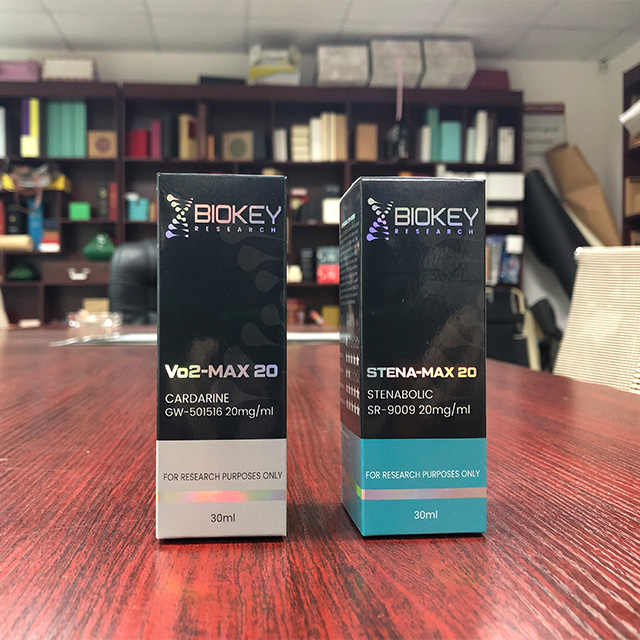 BIOKEY
RESEARCH
Vo2-MAX 20
CARDARINE
GW-501516 20mg/ml
FOR RESEARCH PURPOSES ONLY
30ml
BIOKEY
RESEARCH
STENA-MAX 20
STENABOLIC
SR-9009 20mg/ml
FOR RESEARCH PURPOSES ONLY
30ml